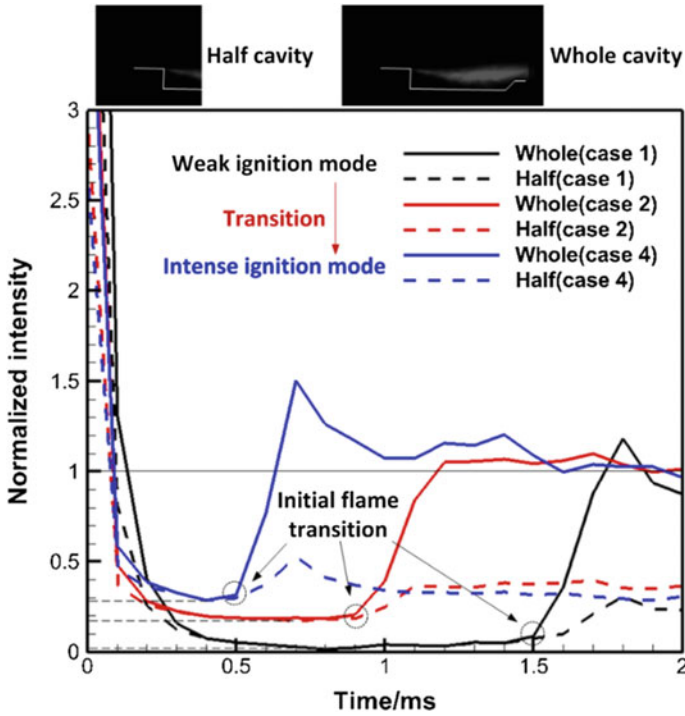 Half cavity
Whole cavity
Weak ignition mode
Transition
Intense ignition mode
Whole(case 1)
Half(case 1)
Whole(case 2)
Half(case 2)
Whole(case 4)
Half(case 4)
Initial flame
transition
Normalized intensity
3
2.5
2
1.5
1
0.5
0
0
0.5
1
1.5
2
Time/ms